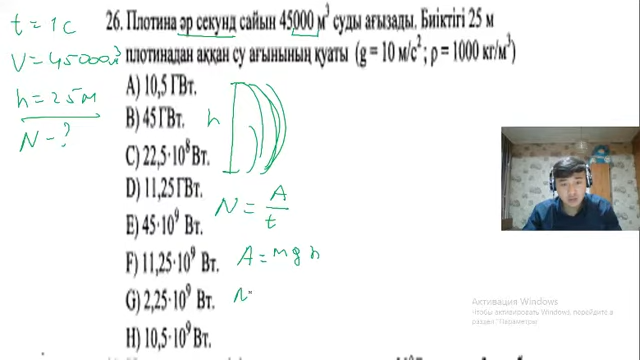 t = 1c
V = 45000м³
h = 25м
N - ?
26. Плотина әр секунд сайын 45000 м³ суды ағызады. Биіктігі 25 м
плотинадан аққан су ағынының қуаты (g = 10 м/с²; ρ = 1000 кг/м³)
A) 10,5 ГВт.
B) 45 ГВт.
C) 22,5·10⁸ Вт.
D) 11,25 ГВт.
E) 45·10⁹ Вт.
F) 11,25·10⁹ Вт.
G) 2,25·10⁹ Вт.
H) 10,5·10⁹ Вт.
h
N = A/t
A = mgh
Активация Windows
Чтобы активировать Windows, перейдите в
раздел "Параметры